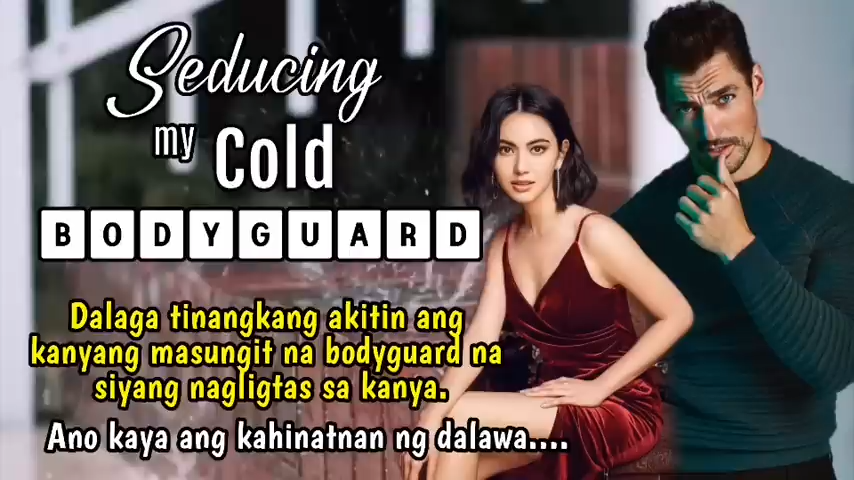 Seducing
my Cold
BODYGUARD
Dalaga tinangkang akitin ang
kanyang masungit na bodyguard na
siyang nagligtas sa kanya.
Ano kaya ang kahinatnan ng dalawa....